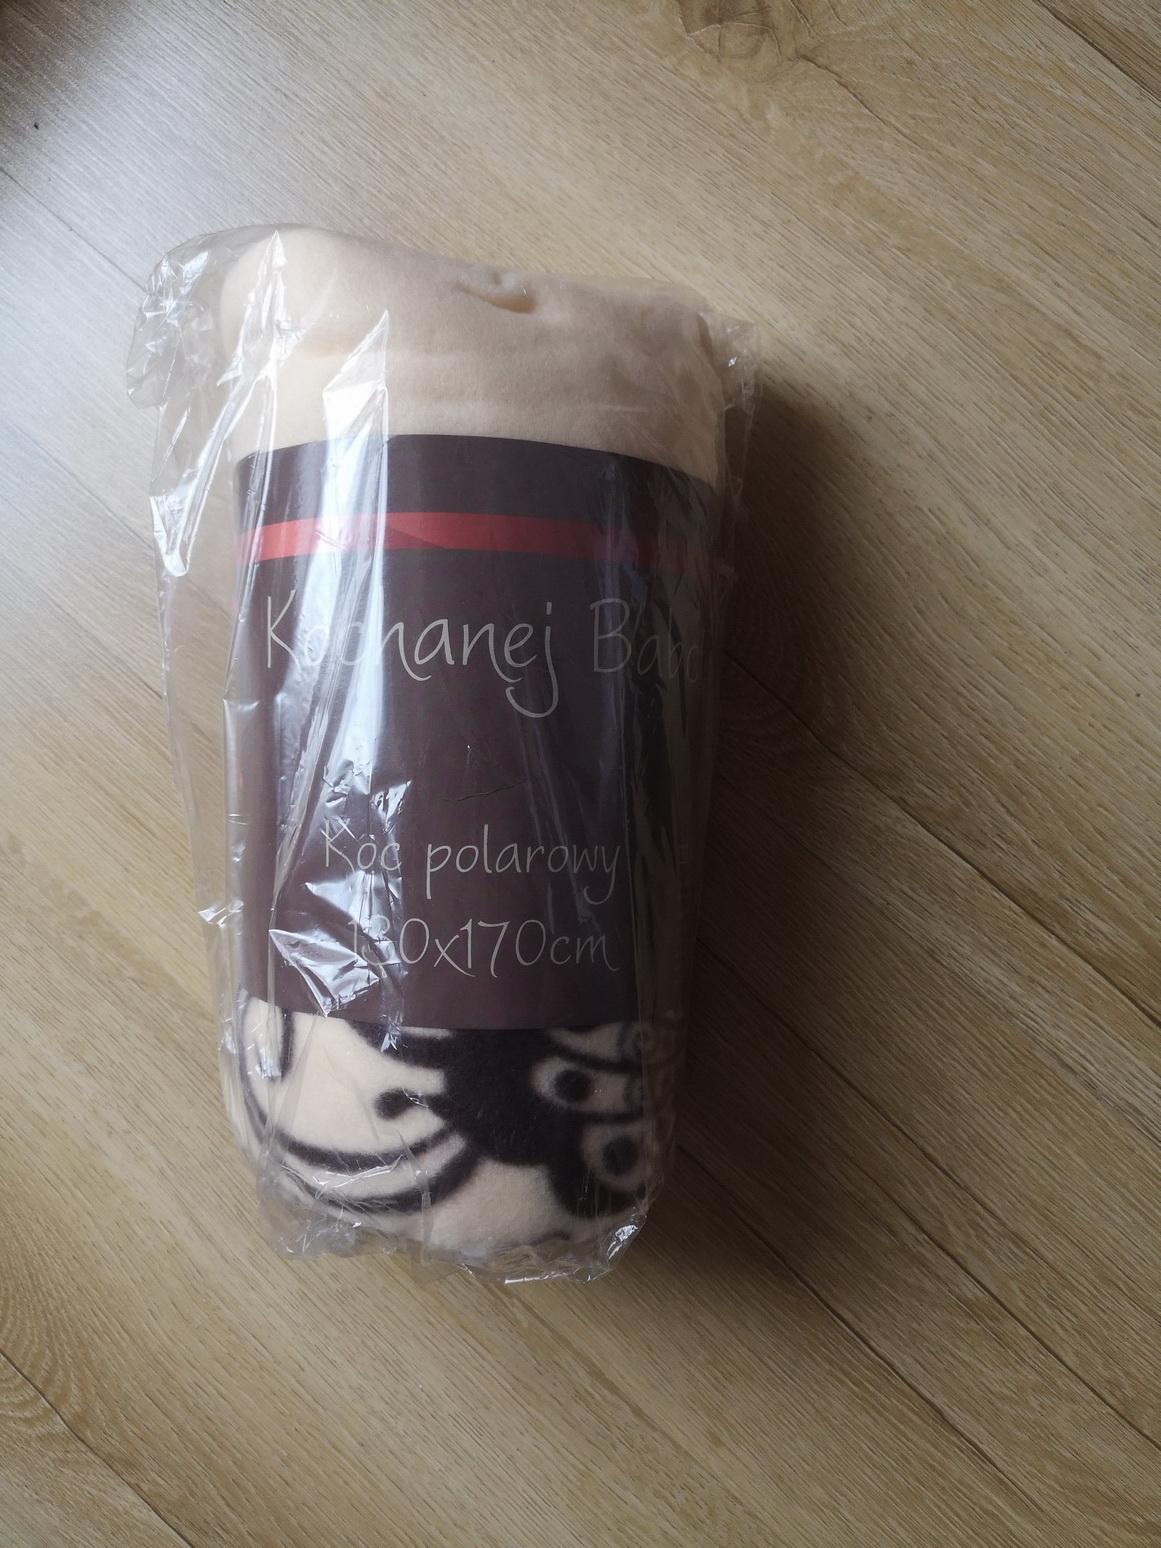 Kochanej
Koc polarowy
130x170cm